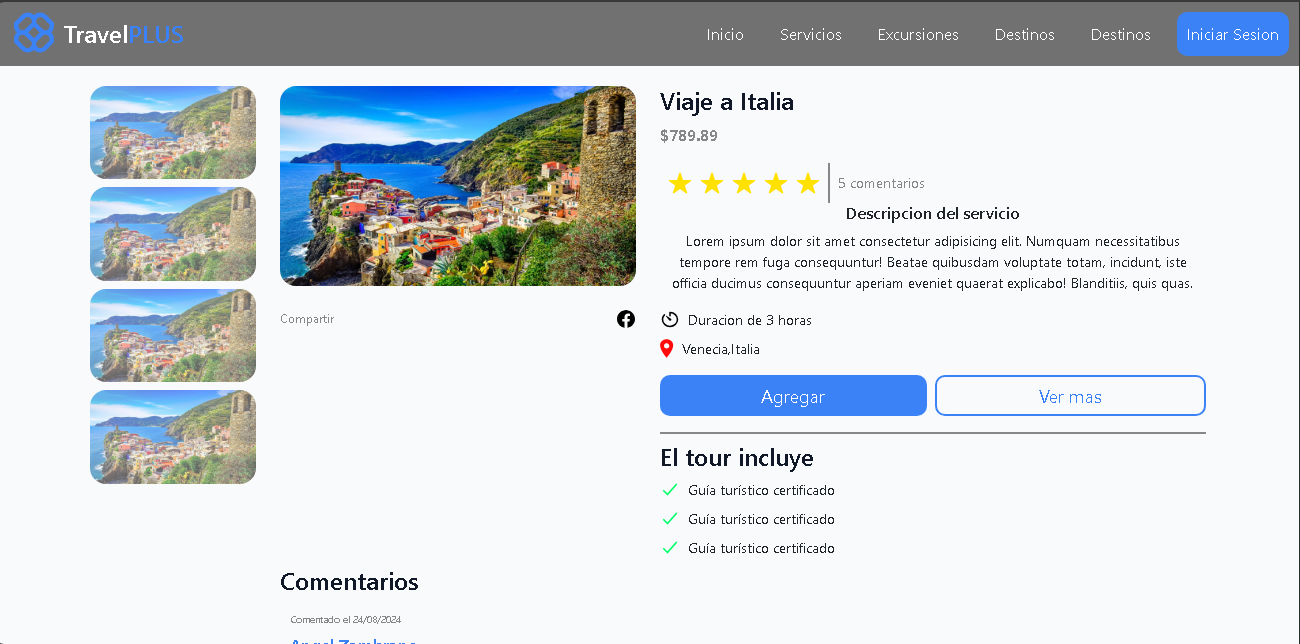 TravelPLUS
Inicio
Servicios
Excursiones
Destinos
Destinos
Iniciar Sesion
Viaje a Italia
$789.89
5 comentarios
Descripcion del servicio
Lorem ipsum dolor sit amet consectetur adipisicing elit. Numquam necessitatibus
tempore rem fuga consequuntur! Beatae quibusdam voluptate totam, incidunt, iste
officia ducimus consequuntur aperiam eveniet quaerat explicabo! Blanditiis, quis quas.
Compartir
Duracion de 3 horas
Venecia,Italia
Agregar
Ver mas
El tour incluye
Guía turístico certificado
Guía turístico certificado
Guía turístico certificado
Comentarios
Comentado el 24/08/2024
Angel Zambrano